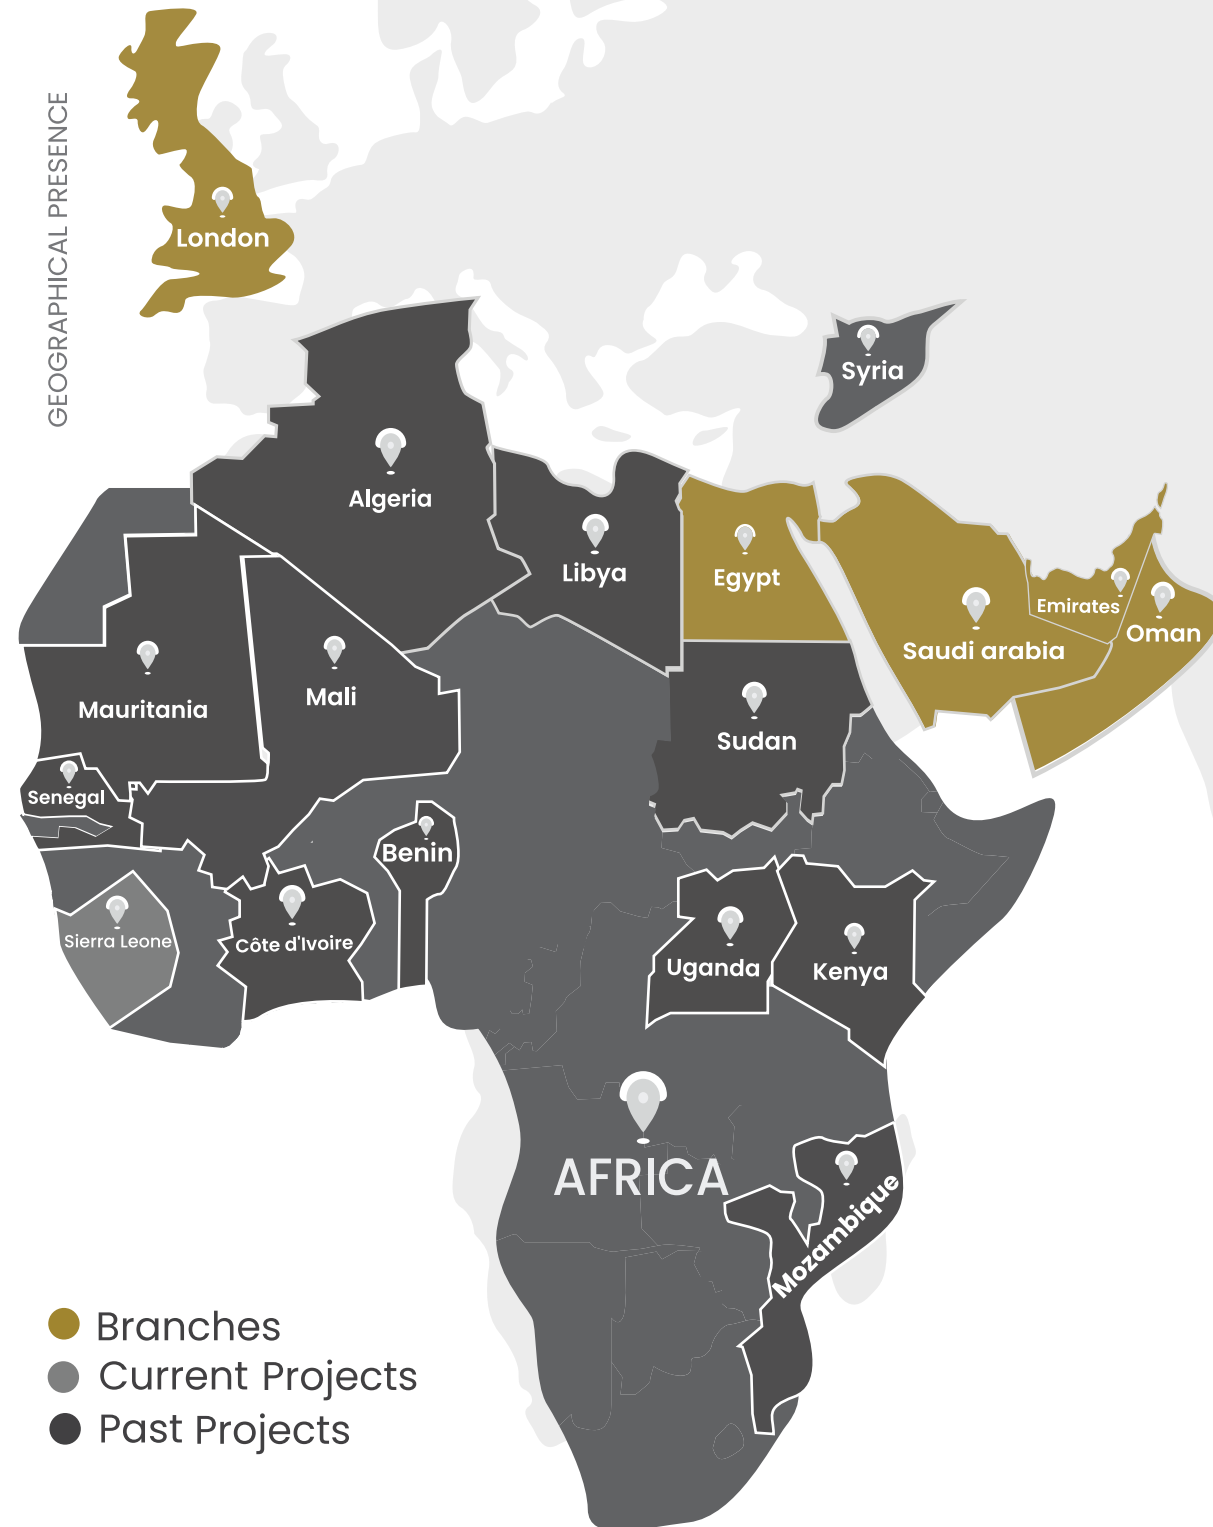 GEOGRAPHICAL PRESENCE
London
Syria
Algeria
Libya
Egypt
Emirates
Saudi arabia
Oman
Mauritania
Mali
Sudan
Senegal
Benin
Sierra Leone
Côte d'Ivoire
Uganda
Kenya
AFRICA
Mozambique
Branches
Current Projects
Past Projects